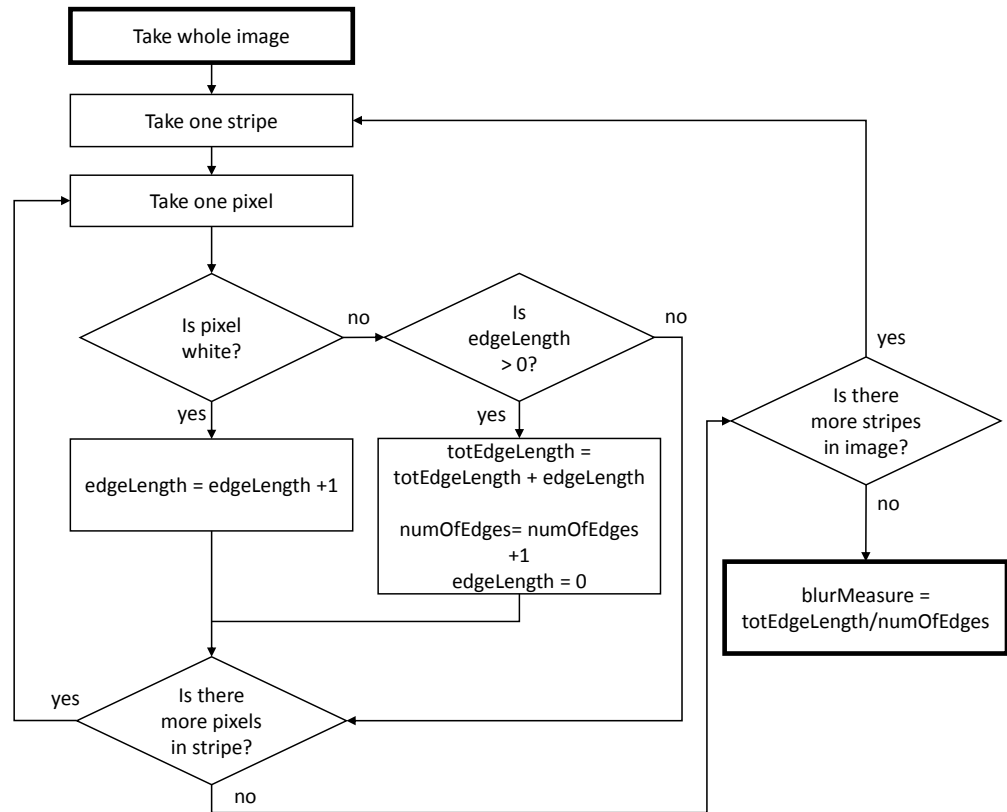 Take whole image
Take one stripe
Take one pixel
Is pixel
white?
no
Is
edgeLength
> 0?
no
yes
yes
yes
edgeLength = edgeLength +1
totEdgeLength =
totEdgeLength + edgeLength
numOfEdges= numOfEdges
+1
edgeLength = 0
Is there
more stripes
in image?
no
blurMeasure =
totEdgeLength/numOfEdges
yes
Is there
more pixels
in stripe?
no